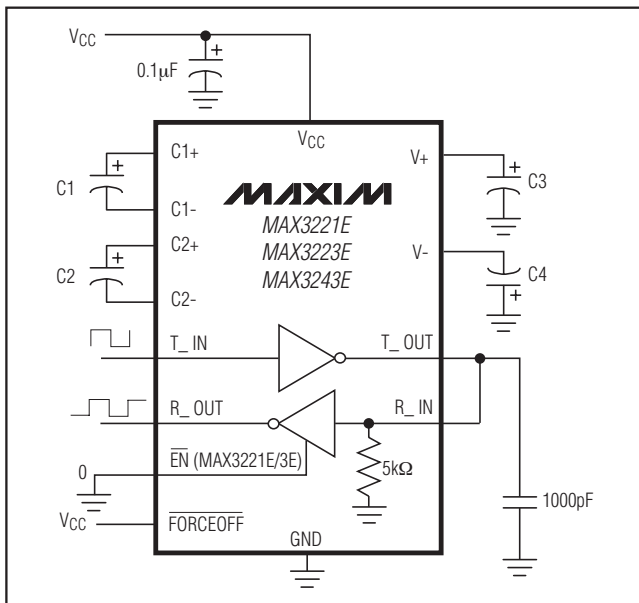 VCC
0.1µF
VCC
C1+
C1
C1-
C2+
C2
C2-
MAXIM
MAX3221E
MAX3223E
MAX3243E
V+
C3
V-
C4
T_ IN
T_ OUT
R_ OUT
R_ IN
EN (MAX3221E/3E)
0
5kΩ
1000pF
VCC
FORCEOFF
GND